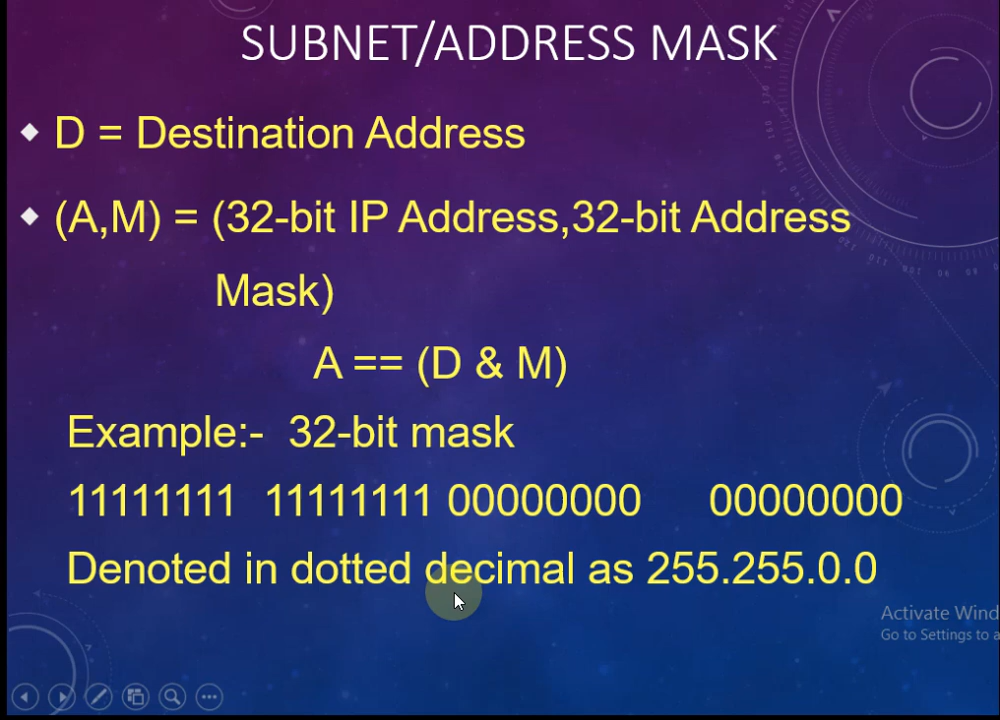 SUBNET/ADDRESS MASK
D = Destination Address
(A,M) = (32-bit IP Address,32-bit Address
Mask)
A == (D & M)
Example:- 32-bit mask
11111111 11111111 00000000 00000000
Denoted in dotted decimal as 255.255.0.0
Activate Wind
Go to Settings to a